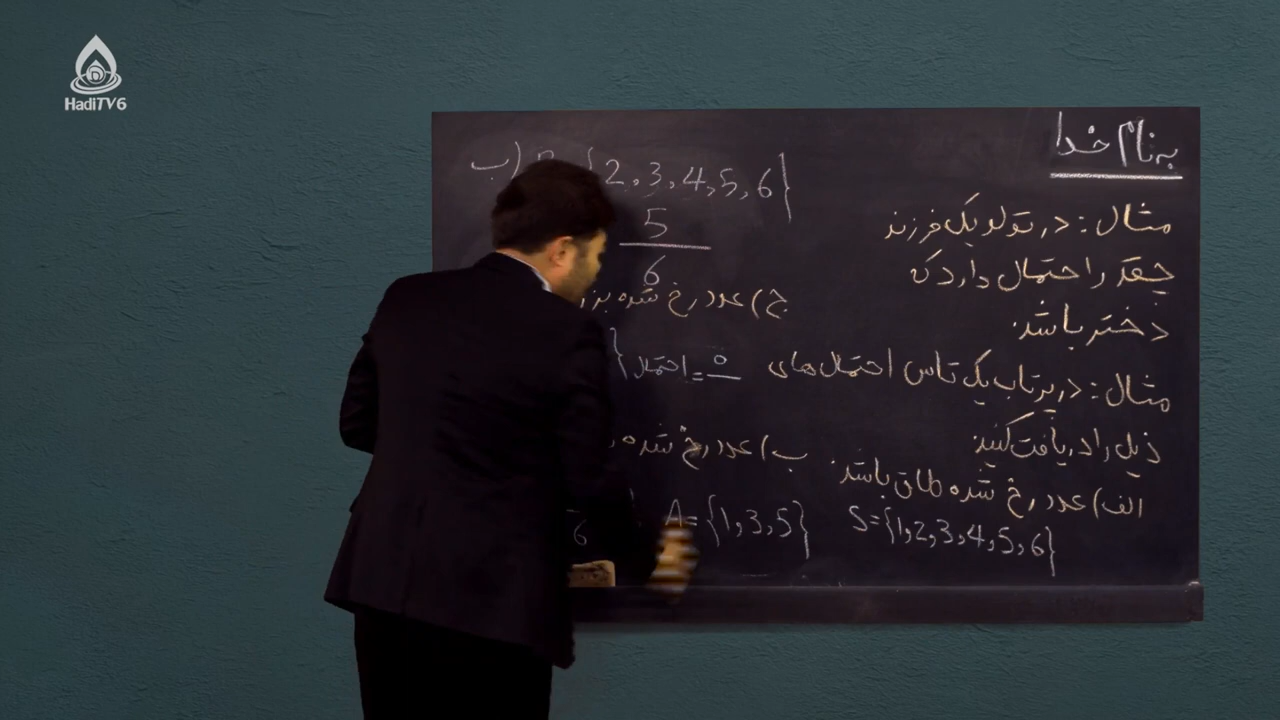 HadiTV6
به نام خدا
مثال: در تولد یک فرزند
چقدر احتمال دارد که
دختر باشد.
مثال: در پرتاب یک تاس احتمال های
ذیل را دریافت کنید
الف) عدد رخ شده طاق باشد.
S={1,2,3,4,5,6}
ب) {2,3,4,5,6}
5
6
ج) عدد رخ شده
} احتمال = 0
ب) عدد رخ شده
A={1,3,5}
6